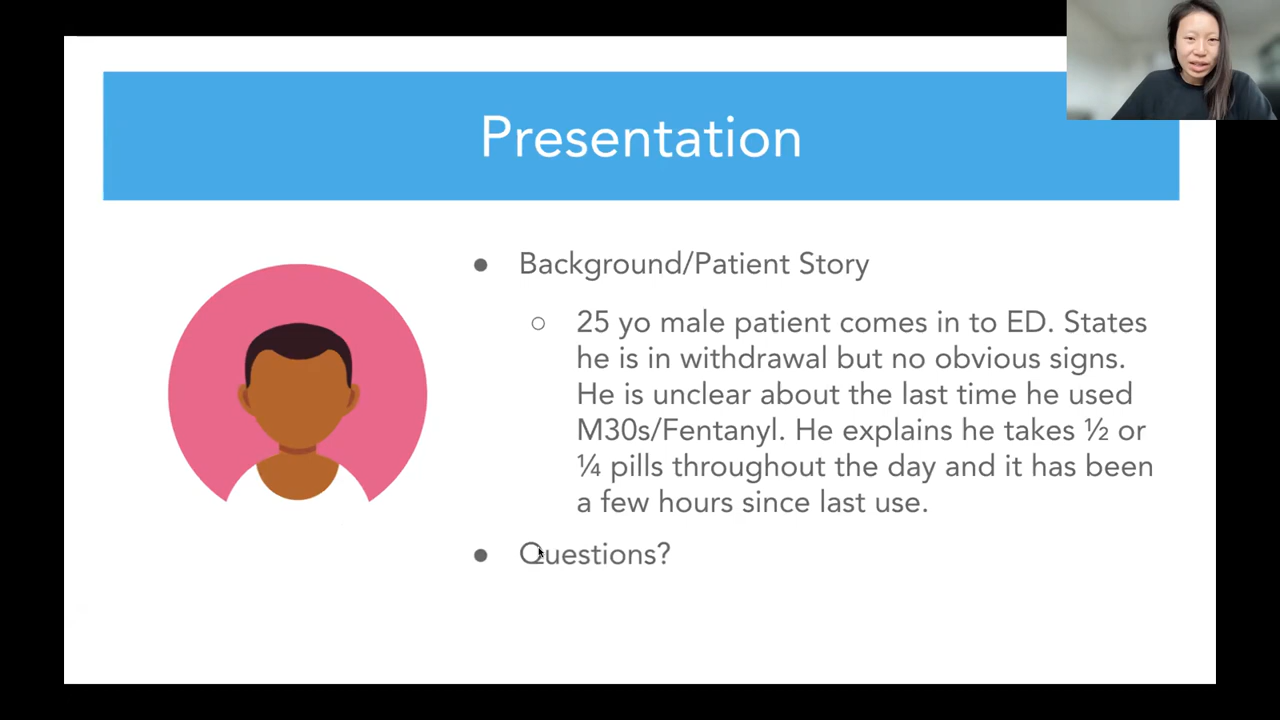 Presentation
● Background/Patient Story
○ 25 yo male patient comes in to ED. States
he is in withdrawal but no obvious signs.
He is unclear about the last time he used
M30s/Fentanyl. He explains he takes ½ or
¼ pills throughout the day and it has been
a few hours since last use.
● Questions?